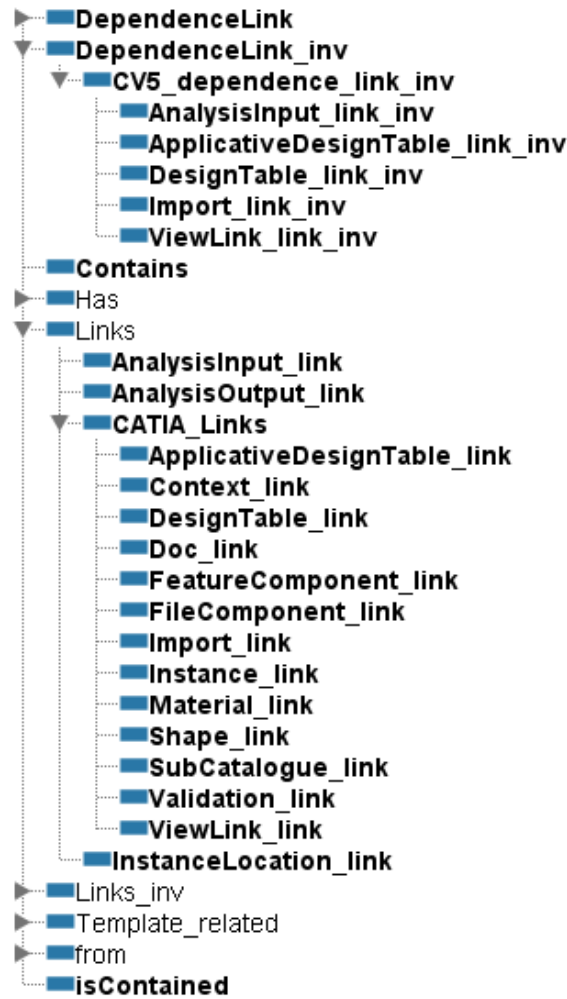 DependenceLink
DependenceLink_inv
CV5_dependence_link_inv
AnalysisInput_link_inv
ApplicativeDesignTable_link_inv
DesignTable_link_inv
Import_link_inv
ViewLink_link_inv
Contains
Has
Links
AnalysisInput_link
AnalysisOutput_link
CATIA_Links
ApplicativeDesignTable_link
Context_link
DesignTable_link
Doc_link
FeatureComponent_link
FileComponent_link
Import_link
Instance_link
Material_link
Shape_link
SubCatalogue_link
Validation_link
ViewLink_link
InstanceLocation_link
Links_inv
Template_related
from
isContained